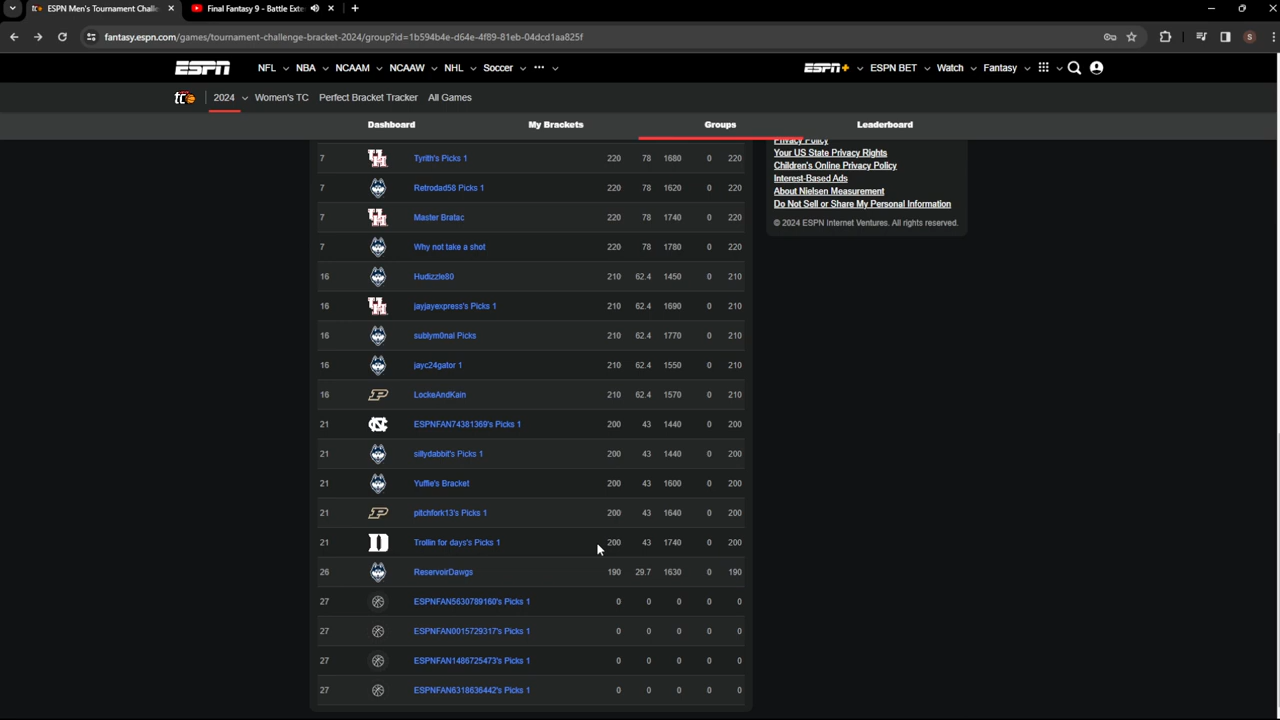 ESPN Men's Tournament Challe
Final Fantasy 9 - Battle Exte
fantasy.espn.com/games/tournament-challenge-bracket-2024/group?id=1b594b4e-d64e-4f89-81eb-04dcd1aa825f
S
ESPN NFL NBA NCAAM NCAAW NHL Soccer ESPN+ ESPN BET Watch Fantasy
tc 2024 Women's TC Perfect Bracket Tracker All Games
Dashboard My Brackets Groups Leaderboard
Privacy Policy
Your US State Privacy Rights
Children's Online Privacy Policy
Interest-Based Ads
About Nielsen Measurement
Do Not Sell or Share My Personal Information
© 2024 ESPN Internet Ventures. All rights reserved.
7 Tyrith's Picks 1 220 78 1680 0 220
7 Retrodad58 Picks 1 220 78 1620 0 220
7 Master Bratac 220 78 1740 0 220
7 Why not take a shot 220 78 1780 0 220
16 Hudizzle80 210 62.4 1450 0 210
16 jayjayexpress's Picks 1 210 62.4 1690 0 210
16 sublym0nal Picks 210 62.4 1770 0 210
16 jayc24gator 1 210 62.4 1550 0 210
16 LockeAndKain 210 62.4 1570 0 210
21 ESPNFAN74381369's Picks 1 200 43 1440 0 200
21 sillydabbit's Picks 1 200 43 1440 0 200
21 Yuffie's Bracket 200 43 1600 0 200
21 pitchfork13's Picks 1 200 43 1640 0 200
21 Trollin for days's Picks 1 200 43 1740 0 200
26 ReservoirDawgs 190 29.7 1630 0 190
27 ESPNFAN5630789160's Picks 1 0 0 0 0 0
27 ESPNFAN0015729317's Picks 1 0 0 0 0 0
27 ESPNFAN1486725473's Picks 1 0 0 0 0 0
27 ESPNFAN6318636442's Picks 1 0 0 0 0 0